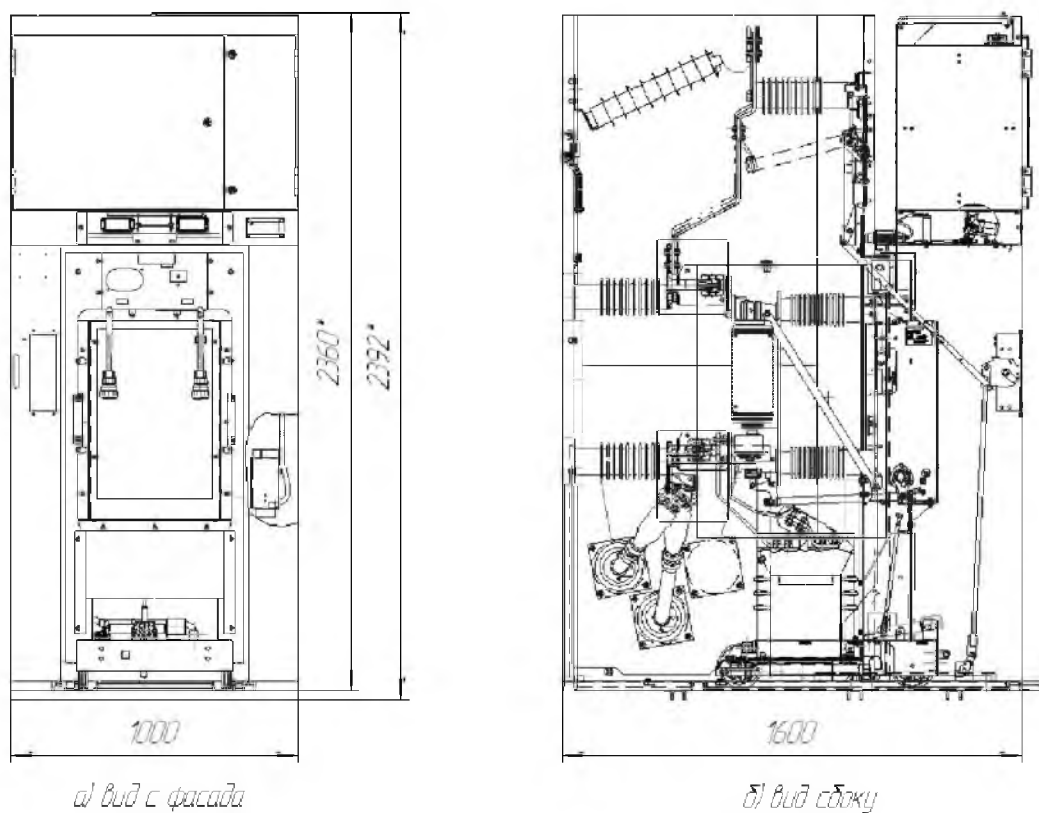 2360*
2392*
1000
1600
а) вид с фасада
б) вид сбоку